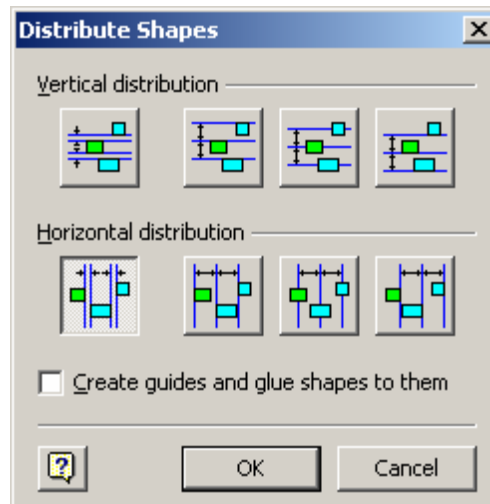 Distribute Shapes
Vertical distribution
Horizontal distribution
Create guides and glue shapes to them
?
OK
Cancel